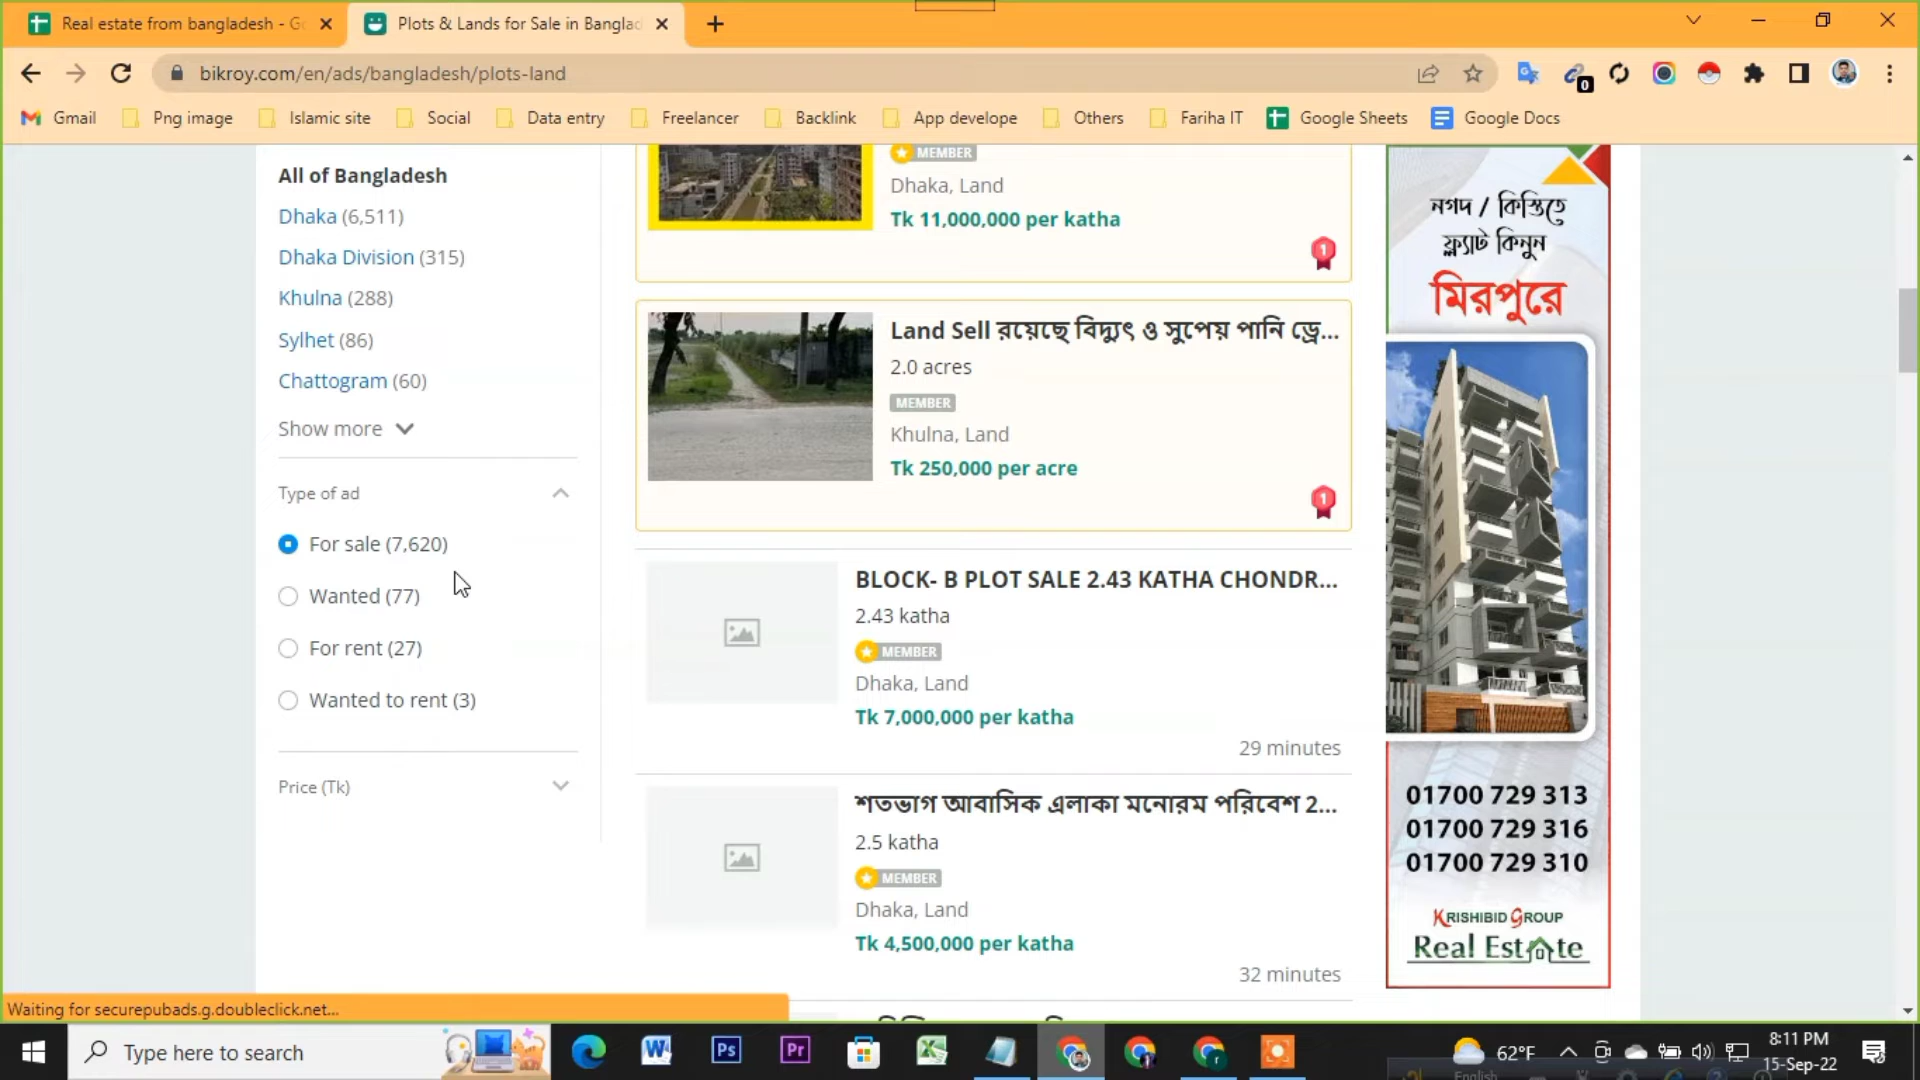 Real estate from bangladesh - Go
Plots & Lands for Sale in Banglad
bikroy.com/en/ads/bangladesh/plots-land
0
Gmail
Png image
Islamic site
Social
Data entry
Freelancer
Backlink
App develope
Others
Fariha IT
Google Sheets
Google Docs
All of Bangladesh
Dhaka (6,511)
Dhaka Division (315)
Khulna (288)
Sylhet (86)
Chattogram (60)
Show more
Type of ad
For sale (7,620)
Wanted (77)
For rent (27)
Wanted to rent (3)
Price (Tk)
MEMBER
Dhaka, Land
Tk 11,000,000 per katha
1
Land Sell রয়েছে বিদ্যুৎ ও সুপেয় পানি ড্রে...
2.0 acres
MEMBER
Khulna, Land
Tk 250,000 per acre
1
BLOCK- B PLOT SALE 2.43 KATHA CHONDR...
2.43 katha
MEMBER
Dhaka, Land
Tk 7,000,000 per katha
29 minutes
শতভাগ আবাসিক এলাকা মনোরম পরিবেশ 2...
2.5 katha
MEMBER
Dhaka, Land
Tk 4,500,000 per katha
32 minutes
নগদ / কিস্তিতে
ফ্ল্যাট কিনুন
মিরপুরে
01700 729 313
01700 729 316
01700 729 310
KRISHIBID GROUP
Real Estate
Waiting for securepubads.g.doubleclick.net...
Type here to search
W
Ps
Pr
62°F
8:11 PM
15-Sep-22
English